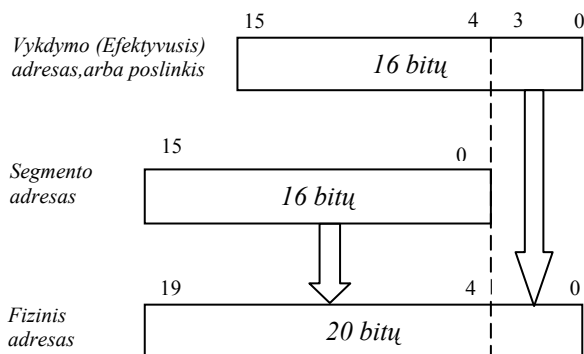 15 4 3 0
Vykdymo (Efektyvusis)
adresas,arba poslinkis
16 bitų
15 0
Segmento
adresas
16 bitų
19 4 0
Fizinis
adresas
20 bitų